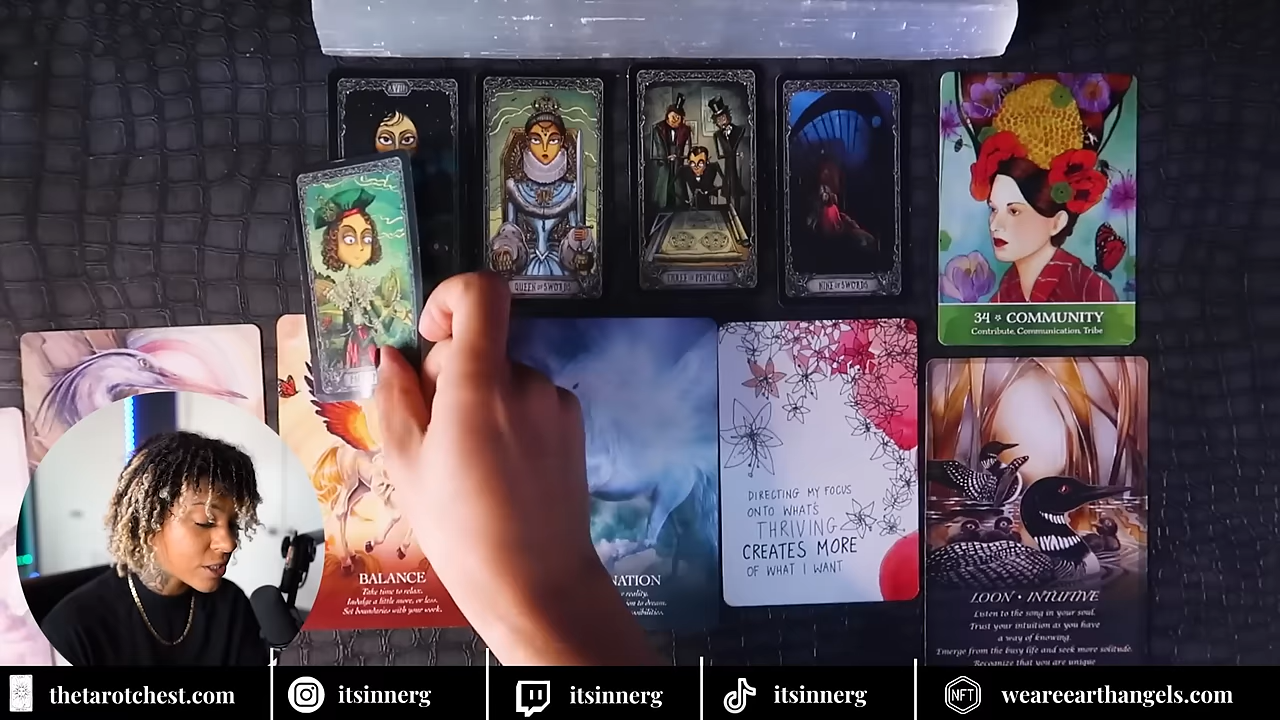 XVIII
QUEEN OF SWORDS
THREE OF PENTACLES
NINE OF SWORDS
34 * COMMUNITY
Contribute, Communication, Tribe
BALANCE
Take time to relax.
Indulge a little more, or less.
Set boundaries with your work.
NATION
reality.
to dream.
DIRECTING MY FOCUS
ONTO WHAT'S
THRIVING
CREATES MORE
OF WHAT I WANT
LOON • INTUITIVE
Listen to the song in your soul.
Trust your intuition as you have
a way of knowing.
Emerge from the busy life and seek more solitude.
Recognize that you are unique
thetarotchest.com
itsinnerg
itsinnerg
itsinnerg
NFT
weareearthangels.com